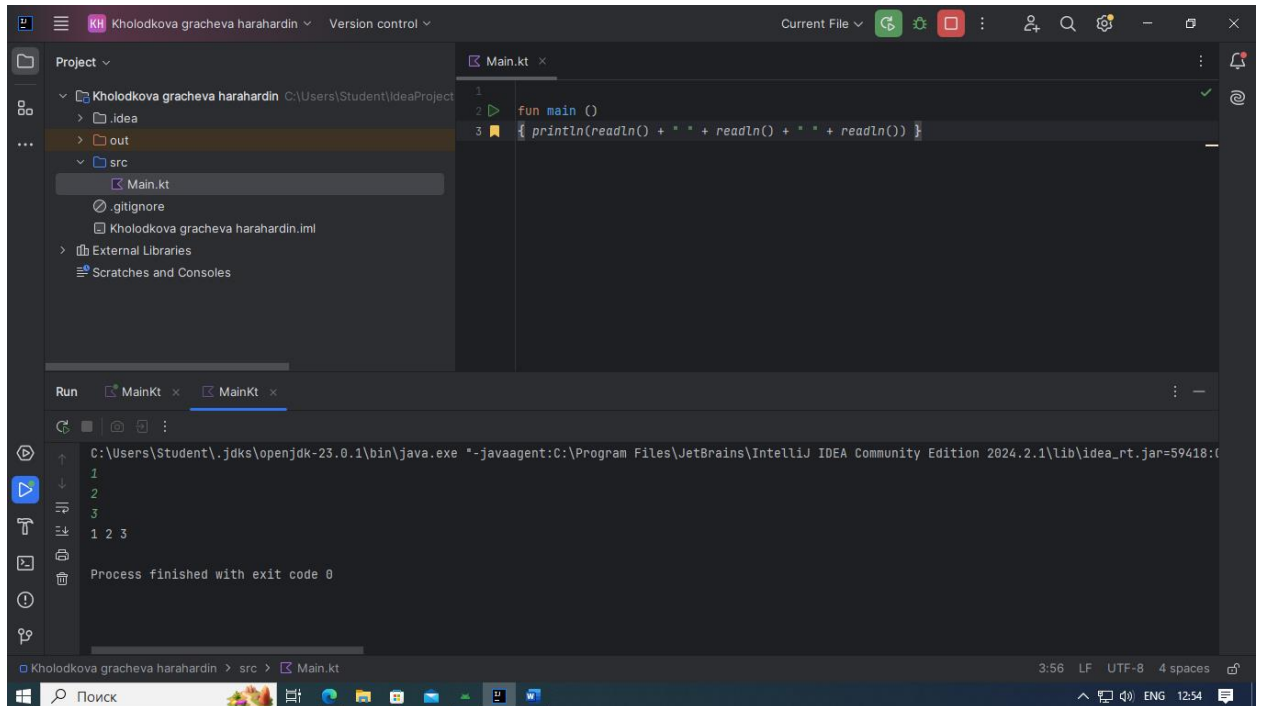 KH Kholodkova gracheva harahardin Version control Current File
Project
Main.kt
Kholodkova gracheva harahardin C:\Users\Student\IdeaProject
.idea
out
src
Main.kt
.gitignore
Kholodkova gracheva harahardin.iml
External Libraries
Scratches and Consoles
1
2 fun main ()
3 { println(readln() + " " + readln() + " " + readln()) }
Run MainKt MainKt
C:\Users\Student\.jdks\openjdk-23.0.1\bin\java.exe "-javaagent:C:\Program Files\JetBrains\IntelliJ IDEA Community Edition 2024.2.1\lib\idea_rt.jar=59418:
1
2
3
1 2 3
Process finished with exit code 0
Kholodkova gracheva harahardin > src > Main.kt 3:56 LF UTF-8 4 spaces
Поиск ENG 12:54